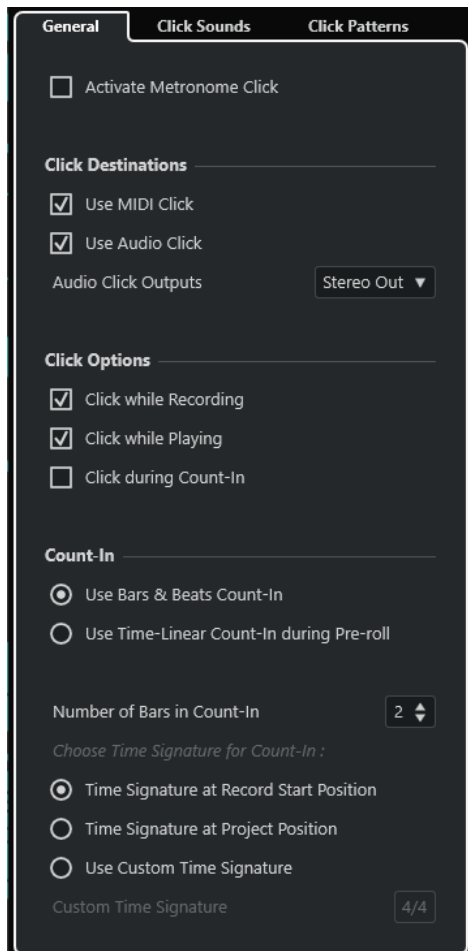 General Click Sounds Click Patterns
Activate Metronome Click
Click Destinations
Use MIDI Click
Use Audio Click
Audio Click Outputs Stereo Out
Click Options
Click while Recording
Click while Playing
Click during Count-In
Count-In
Use Bars & Beats Count-In
Use Time-Linear Count-In during Pre-roll
Number of Bars in Count-In 2
Choose Time Signature for Count-In :
Time Signature at Record Start Position
Time Signature at Project Position
Use Custom Time Signature
Custom Time Signature 4/4